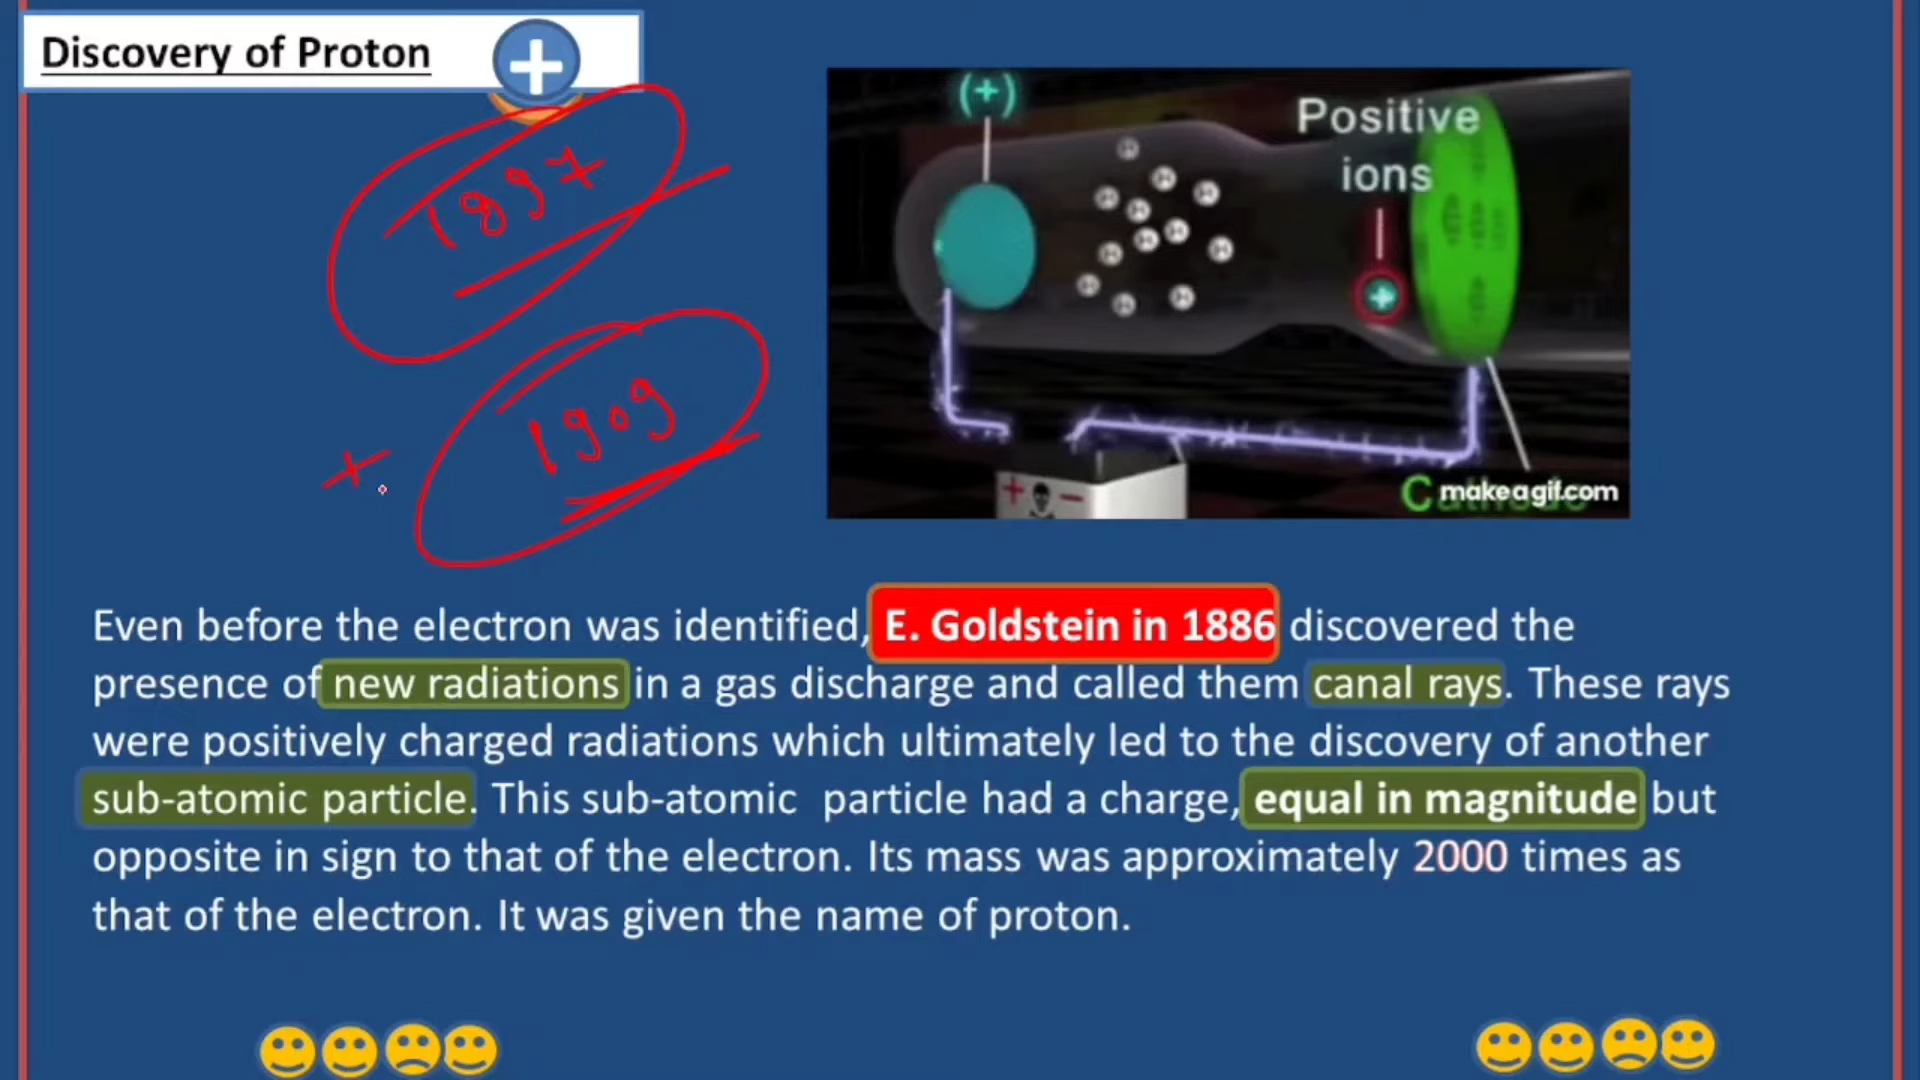 Discovery of Proton
1897
1909
(+)
Positive
ions
+ -
makeagif.com
Even before the electron was identified, E. Goldstein in 1886 discovered the
presence of new radiations in a gas discharge and called them canal rays. These rays
were positively charged radiations which ultimately led to the discovery of another
sub-atomic particle. This sub-atomic particle had a charge, equal in magnitude but
opposite in sign to that of the electron. Its mass was approximately 2000 times as
that of the electron. It was given the name of proton.